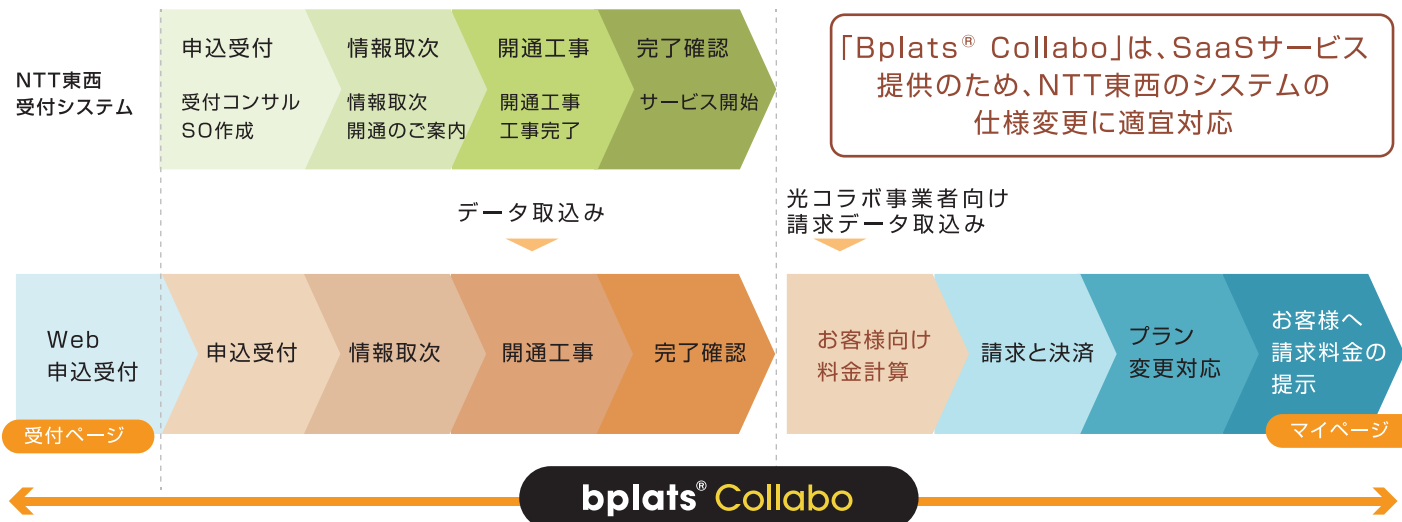 NTT東西
受付システム
申込受付
受付コンサル
SO作成
情報取次
情報取次
開通のご案内
開通工事
開通工事
工事完了
完了確認
サービス開始
「Bplats® Collabo」は、SaaSサービス
提供のため、NTT東西のシステムの
仕様変更に適宜対応
データ取込み
光コラボ事業者向け
請求データ取込み
Web
申込受付
受付ページ
申込受付
情報取次
開通工事
完了確認
お客様向け
料金計算
請求と決済
プラン
変更対応
お客様へ
請求料金の
提示
マイページ
bplats® Collabo